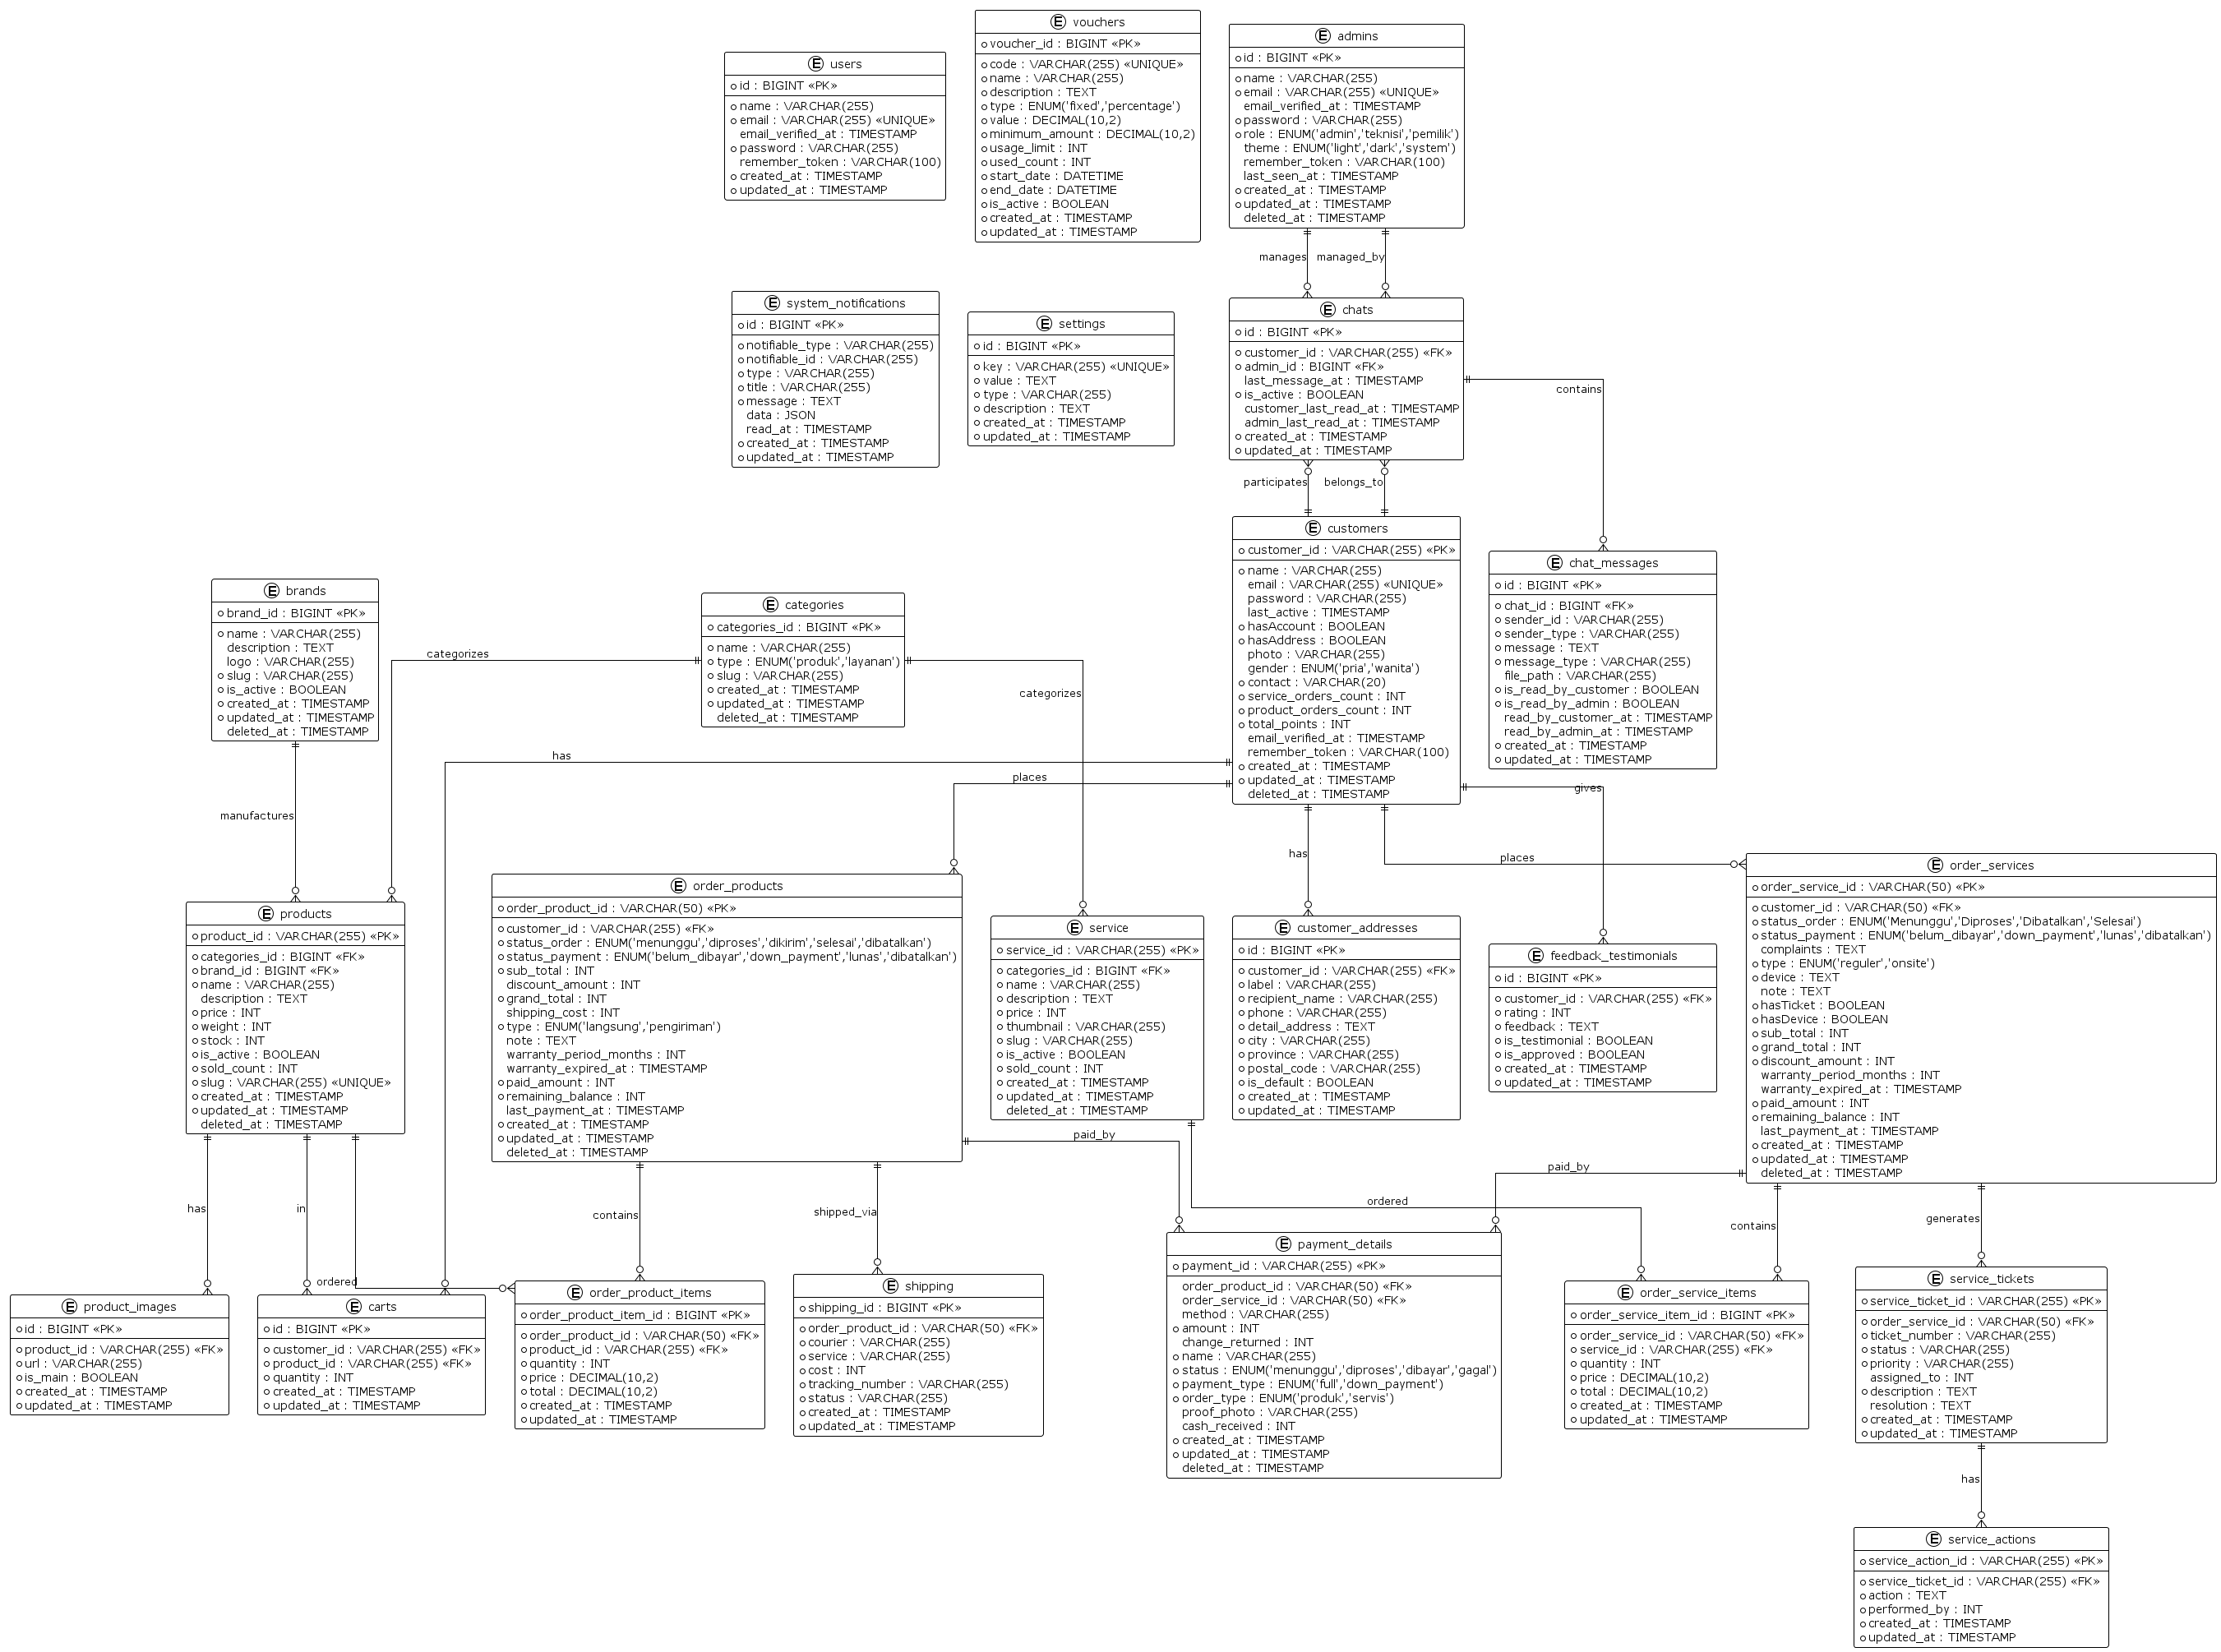 users
id : BIGINT «PK»
name : VARCHAR(255)
email : VARCHAR(255) «UNIQUE»
email_verified_at : TIMESTAMP
password : VARCHAR(255)
remember_token : VARCHAR(100)
created_at : TIMESTAMP
updated_at : TIMESTAMP
vouchers
voucher_id : BIGINT «PK»
code : VARCHAR(255) «UNIQUE»
name : VARCHAR(255)
description : TEXT
type : ENUM('fixed','percentage')
value : DECIMAL(10,2)
minimum_amount : DECIMAL(10,2)
usage_limit : INT
used_count : INT
start_date : DATETIME
end_date : DATETIME
is_active : BOOLEAN
created_at : TIMESTAMP
updated_at : TIMESTAMP
admins
id : BIGINT «PK»
name : VARCHAR(255)
email : VARCHAR(255) «UNIQUE»
email_verified_at : TIMESTAMP
password : VARCHAR(255)
role : ENUM('admin','teknisi','pemilik')
theme : ENUM('light','dark','system')
remember_token : VARCHAR(100)
last_seen_at : TIMESTAMP
created_at : TIMESTAMP
updated_at : TIMESTAMP
deleted_at : TIMESTAMP
manages
managed_by
system_notifications
id : BIGINT «PK»
notifiable_type : VARCHAR(255)
notifiable_id : VARCHAR(255)
type : VARCHAR(255)
title : VARCHAR(255)
message : TEXT
data : JSON
read_at : TIMESTAMP
created_at : TIMESTAMP
updated_at : TIMESTAMP
settings
id : BIGINT «PK»
key : VARCHAR(255) «UNIQUE»
value : TEXT
type : VARCHAR(255)
description : TEXT
created_at : TIMESTAMP
updated_at : TIMESTAMP
chats
id : BIGINT «PK»
customer_id : VARCHAR(255) «FK»
admin_id : BIGINT «FK»
last_message_at : TIMESTAMP
is_active : BOOLEAN
customer_last_read_at : TIMESTAMP
admin_last_read_at : TIMESTAMP
created_at : TIMESTAMP
updated_at : TIMESTAMP
contains
participates
belongs_to
customers
customer_id : VARCHAR(255) «PK»
name : VARCHAR(255)
email : VARCHAR(255) «UNIQUE»
password : VARCHAR(255)
last_active : TIMESTAMP
hasAccount : BOOLEAN
hasAddress : BOOLEAN
photo : VARCHAR(255)
gender : ENUM('pria','wanita')
contact : VARCHAR(20)
service_orders_count : INT
product_orders_count : INT
total_points : INT
email_verified_at : TIMESTAMP
remember_token : VARCHAR(100)
created_at : TIMESTAMP
updated_at : TIMESTAMP
deleted_at : TIMESTAMP
chat_messages
id : BIGINT «PK»
chat_id : BIGINT «FK»
sender_id : VARCHAR(255)
sender_type : VARCHAR(255)
message : TEXT
message_type : VARCHAR(255)
file_path : VARCHAR(255)
is_read_by_customer : BOOLEAN
is_read_by_admin : BOOLEAN
read_by_customer_at : TIMESTAMP
read_by_admin_at : TIMESTAMP
created_at : TIMESTAMP
updated_at : TIMESTAMP
brands
brand_id : BIGINT «PK»
name : VARCHAR(255)
description : TEXT
logo : VARCHAR(255)
slug : VARCHAR(255)
is_active : BOOLEAN
created_at : TIMESTAMP
updated_at : TIMESTAMP
deleted_at : TIMESTAMP
categories
categories_id : BIGINT «PK»
name : VARCHAR(255)
type : ENUM('produk','layanan')
slug : VARCHAR(255)
created_at : TIMESTAMP
updated_at : TIMESTAMP
deleted_at : TIMESTAMP
categorizes
categorizes
has
places
gives
manufactures
has
places
products
product_id : VARCHAR(255) «PK»
categories_id : BIGINT «FK»
brand_id : BIGINT «FK»
name : VARCHAR(255)
description : TEXT
price : INT
weight : INT
stock : INT
is_active : BOOLEAN
sold_count : INT
slug : VARCHAR(255) «UNIQUE»
created_at : TIMESTAMP
updated_at : TIMESTAMP
deleted_at : TIMESTAMP
order_products
order_product_id : VARCHAR(50) «PK»
customer_id : VARCHAR(255) «FK»
status_order : ENUM('menunggu','diproses','dikirim','selesai','dibatalkan')
status_payment : ENUM('belum_dibayar','down_payment','lunas','dibatalkan')
sub_total : INT
discount_amount : INT
grand_total : INT
shipping_cost : INT
type : ENUM('langsung','pengiriman')
note : TEXT
warranty_period_months : INT
warranty_expired_at : TIMESTAMP
paid_amount : INT
remaining_balance : INT
last_payment_at : TIMESTAMP
created_at : TIMESTAMP
updated_at : TIMESTAMP
deleted_at : TIMESTAMP
service
service_id : VARCHAR(255) «PK»
categories_id : BIGINT «FK»
name : VARCHAR(255)
description : TEXT
price : INT
thumbnail : VARCHAR(255)
slug : VARCHAR(255)
is_active : BOOLEAN
sold_count : INT
created_at : TIMESTAMP
updated_at : TIMESTAMP
deleted_at : TIMESTAMP
customer_addresses
id : BIGINT «PK»
customer_id : VARCHAR(255) «FK»
label : VARCHAR(255)
recipient_name : VARCHAR(255)
phone : VARCHAR(255)
detail_address : TEXT
city : VARCHAR(255)
province : VARCHAR(255)
postal_code : VARCHAR(255)
is_default : BOOLEAN
created_at : TIMESTAMP
updated_at : TIMESTAMP
feedback_testimonials
id : BIGINT «PK»
customer_id : VARCHAR(255) «FK»
rating : INT
feedback : TEXT
is_testimonial : BOOLEAN
is_approved : BOOLEAN
created_at : TIMESTAMP
updated_at : TIMESTAMP
order_services
order_service_id : VARCHAR(50) «PK»
customer_id : VARCHAR(50) «FK»
status_order : ENUM('Menunggu','Diproses','Dibatalkan','Selesai')
status_payment : ENUM('belum_dibayar','down_payment','lunas','dibatalkan')
complaints : TEXT
type : ENUM('reguler','onsite')
device : TEXT
note : TEXT
hasTicket : BOOLEAN
hasDevice : BOOLEAN
sub_total : INT
grand_total : INT
discount_amount : INT
warranty_period_months : INT
warranty_expired_at : TIMESTAMP
paid_amount : INT
remaining_balance : INT
last_payment_at : TIMESTAMP
created_at : TIMESTAMP
updated_at : TIMESTAMP
deleted_at : TIMESTAMP
paid_by
paid_by
has
in
ordered
contains
shipped_via
ordered
contains
generates
product_images
id : BIGINT «PK»
product_id : VARCHAR(255) «FK»
url : VARCHAR(255)
is_main : BOOLEAN
created_at : TIMESTAMP
updated_at : TIMESTAMP
carts
id : BIGINT «PK»
customer_id : VARCHAR(255) «FK»
product_id : VARCHAR(255) «FK»
quantity : INT
created_at : TIMESTAMP
updated_at : TIMESTAMP
order_product_items
order_product_item_id : BIGINT «PK»
order_product_id : VARCHAR(50) «FK»
product_id : VARCHAR(255) «FK»
quantity : INT
price : DECIMAL(10,2)
total : DECIMAL(10,2)
created_at : TIMESTAMP
updated_at : TIMESTAMP
shipping
shipping_id : BIGINT «PK»
order_product_id : VARCHAR(50) «FK»
courier : VARCHAR(255)
service : VARCHAR(255)
cost : INT
tracking_number : VARCHAR(255)
status : VARCHAR(255)
created_at : TIMESTAMP
updated_at : TIMESTAMP
payment_details
payment_id : VARCHAR(255) «PK»
order_product_id : VARCHAR(50) «FK»
order_service_id : VARCHAR(50) «FK»
method : VARCHAR(255)
amount : INT
change_returned : INT
name : VARCHAR(255)
status : ENUM('menunggu','diproses','dibayar','gagal')
payment_type : ENUM('full','down_payment')
order_type : ENUM('produk','servis')
proof_photo : VARCHAR(255)
cash_received : INT
created_at : TIMESTAMP
updated_at : TIMESTAMP
deleted_at : TIMESTAMP
order_service_items
order_service_item_id : BIGINT «PK»
order_service_id : VARCHAR(50) «FK»
service_id : VARCHAR(255) «FK»
quantity : INT
price : DECIMAL(10,2)
total : DECIMAL(10,2)
created_at : TIMESTAMP
updated_at : TIMESTAMP
service_tickets
service_ticket_id : VARCHAR(255) «PK»
order_service_id : VARCHAR(50) «FK»
ticket_number : VARCHAR(255)
status : VARCHAR(255)
priority : VARCHAR(255)
assigned_to : INT
description : TEXT
resolution : TEXT
created_at : TIMESTAMP
updated_at : TIMESTAMP
has
service_actions
service_action_id : VARCHAR(255) «PK»
service_ticket_id : VARCHAR(255) «FK»
action : TEXT
performed_by : INT
created_at : TIMESTAMP
updated_at : TIMESTAMP